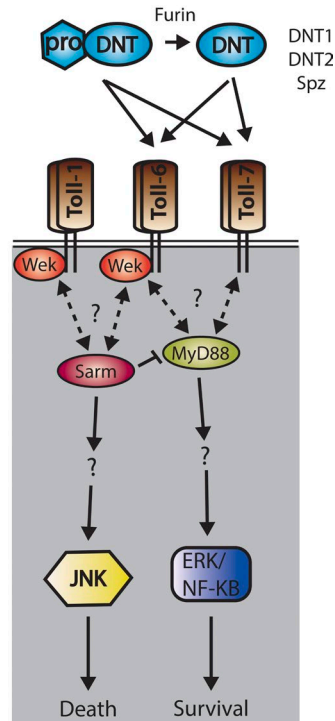 Furin
pro DNT
DNT
DNT1
DNT2
Spz
Toll-1
Toll-6
Toll-7
Wek
Wek
?
?
Sarm
MyD88
?
?
JNK
ERK/
NF-KB
Death
Survival